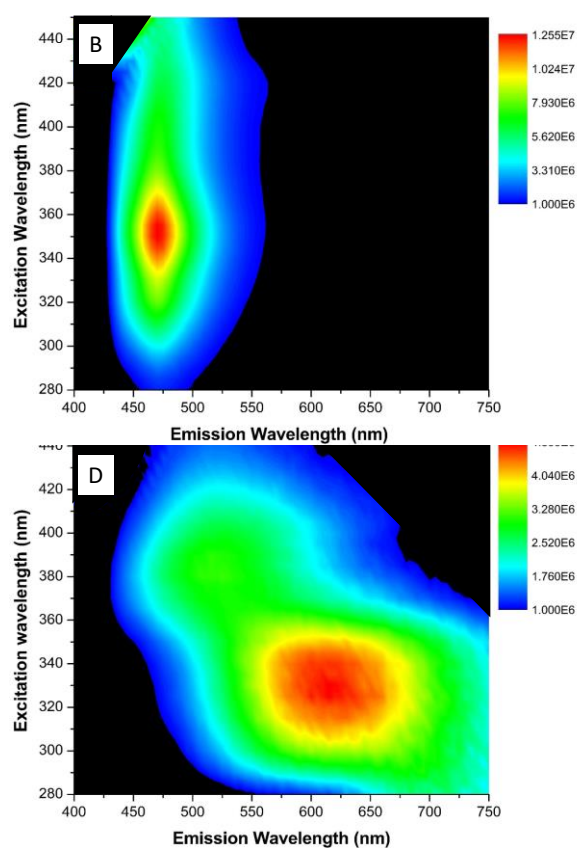 B
Excitation Wavelength (nm)
440
420
400
380
360
340
320
300
280
400 450 500 550 600 650 700 750
Emission Wavelength (nm)
1.255E7
1.024E7
7.930E6
5.620E6
3.310E6
1.000E6
D
Excitation wavelength (nm)
440
420
400
380
360
340
320
300
280
400 450 500 550 600 650 700 750
Emission Wavelength (nm)
4.040E6
3.280E6
2.520E6
1.760E6
1.000E6